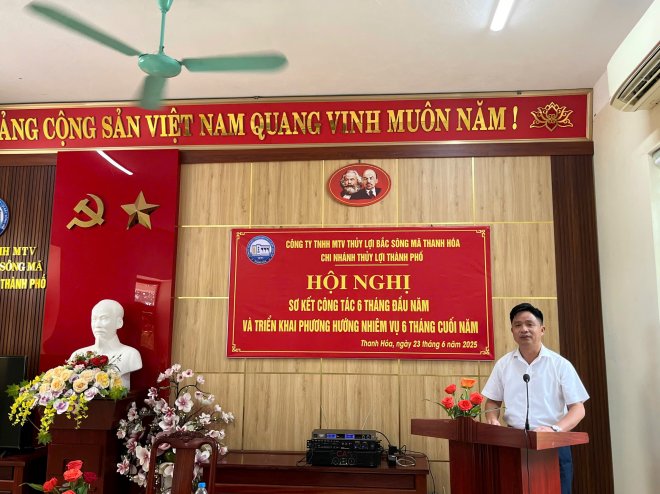 ẢNG CỘNG SẢN VIỆT NAM QUANG VINH MUÔN NĂM !
NH MTV
SÔNG MÃ
THÀNH PHỐ
CÔNG TY TNHH MTV THỦY LỢI BẮC SÔNG MÃ THANH HÓA
CHI NHÁNH THỦY LỢI THÀNH PHỐ
HỘI NGHỊ
SƠ KẾT CÔNG TÁC 6 THÁNG ĐẦU NĂM
VÀ TRIỂN KHAI PHƯƠNG HƯỚNG NHIỆM VỤ 6 THÁNG CUỐI NĂM
Thanh Hóa, ngày 23 tháng 6 năm 2025